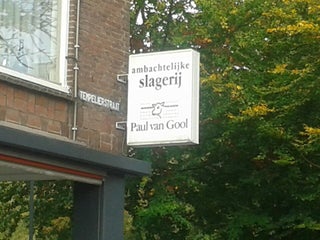 ambachtelijke
slagerij
Paul van Gool
TEMPELIERSTRAAT